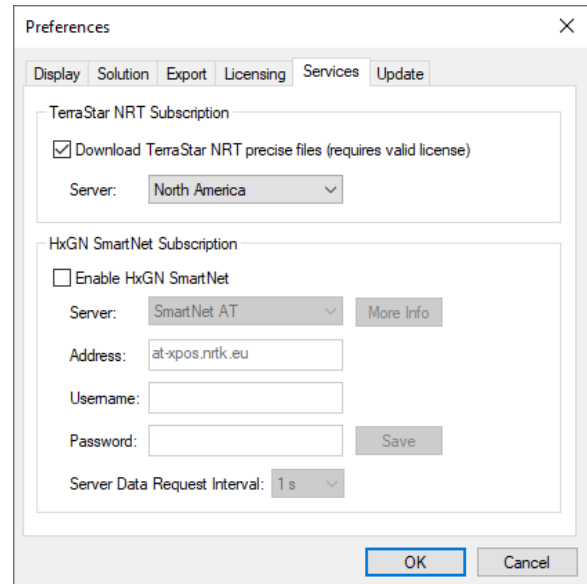 Preferences
Display Solution Export Licensing Services Update
TerraStar NRT Subscription
Download TerraStar NRT precise files (requires valid license)
Server: North America
HxGN SmartNet Subscription
Enable HxGN SmartNet
Server: SmartNet AT More Info
Address: at-xpos.nrtk.eu
Username:
Password: Save
Server Data Request Interval: 1 s
OK Cancel